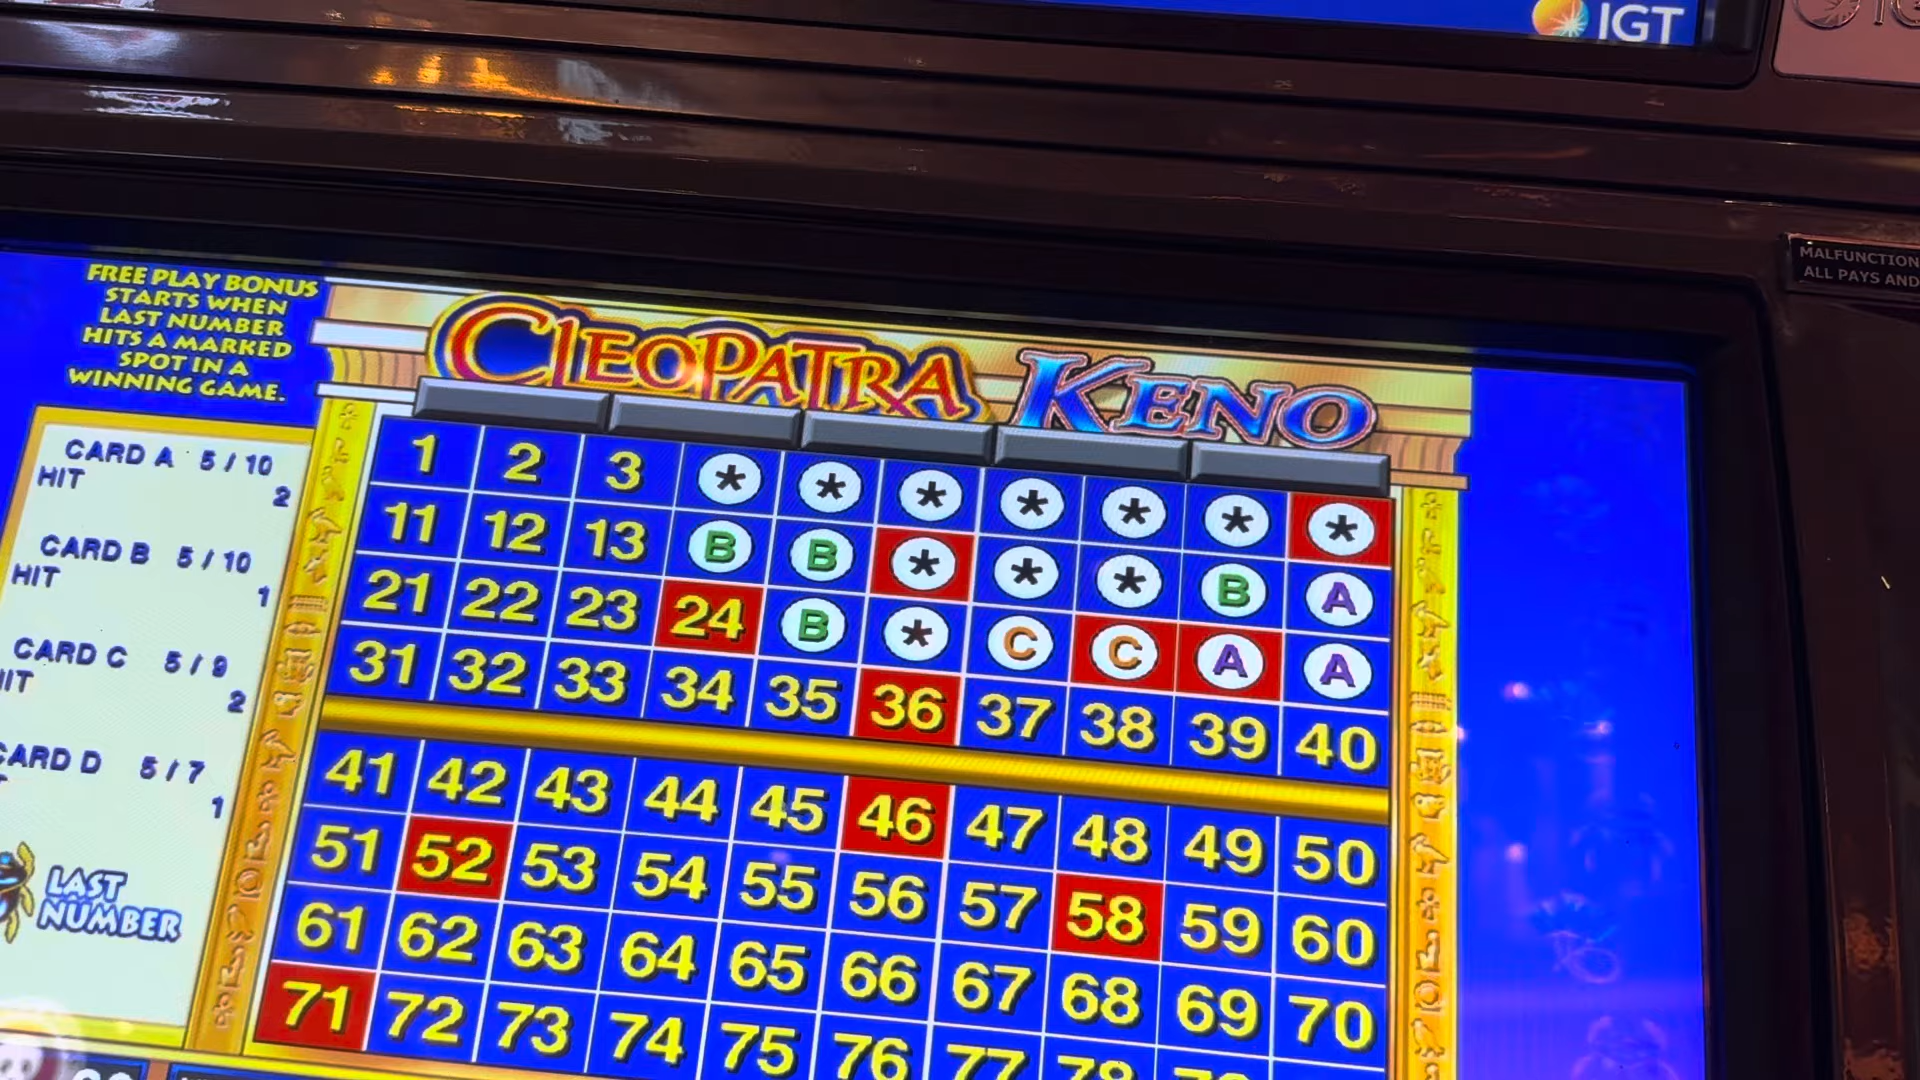 IGT
MALFUNCTION
ALL PAYS AND
FREE PLAY BONUS
STARTS WHEN
LAST NUMBER
HITS A MARKED
SPOT IN A
WINNING GAME.
CLEOPATRA KENO
CARD A 5/10
HIT 2
CARD B 5/10
HIT 1
CARD C 5/9
HIT 2
CARD D 5/7
1
LAST
NUMBER
1 2 3 * * * * * * *
11 12 13 B B * * * B A
21 22 23 24 B * C C A A
31 32 33 34 35 36 37 38 39 40
41 42 43 44 45 46 47 48 49 50
51 52 53 54 55 56 57 58 59 60
61 62 63 64 65 66 67 68 69 70
71 72 73 74 75 76 77 78